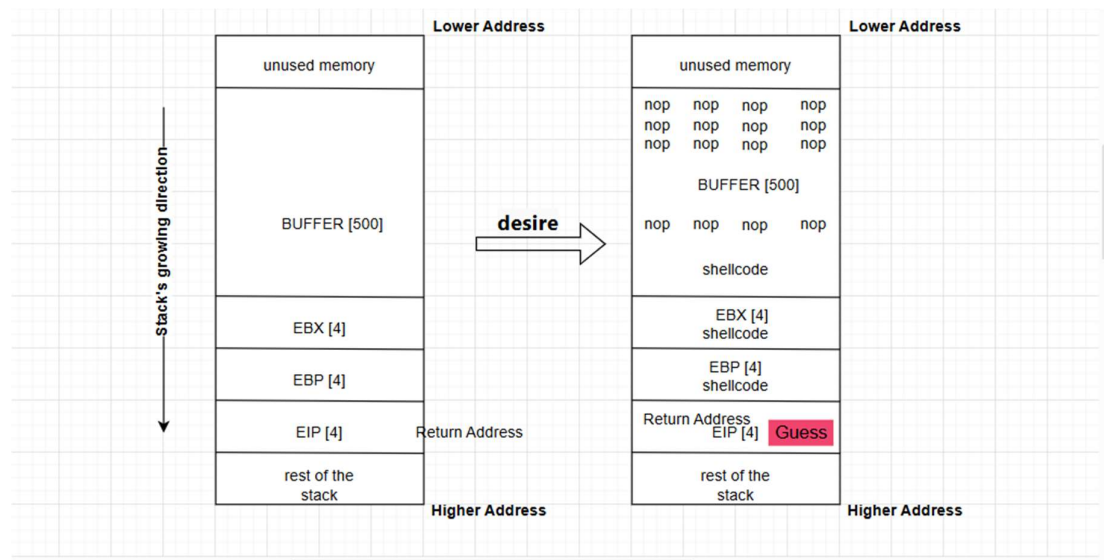 Lower Address
unused memory
BUFFER [500]
Stack's growing direction
EBX [4]
EBP [4]
EIP [4]
Return Address
rest of the
stack
Higher Address
desire
Lower Address
unused memory
nop nop nop nop
nop nop nop nop
nop nop nop nop
BUFFER [500]
nop nop nop nop
shellcode
EBX [4]
shellcode
EBP [4]
shellcode
Return Address
EIP [4] Guess
rest of the
stack
Higher Address